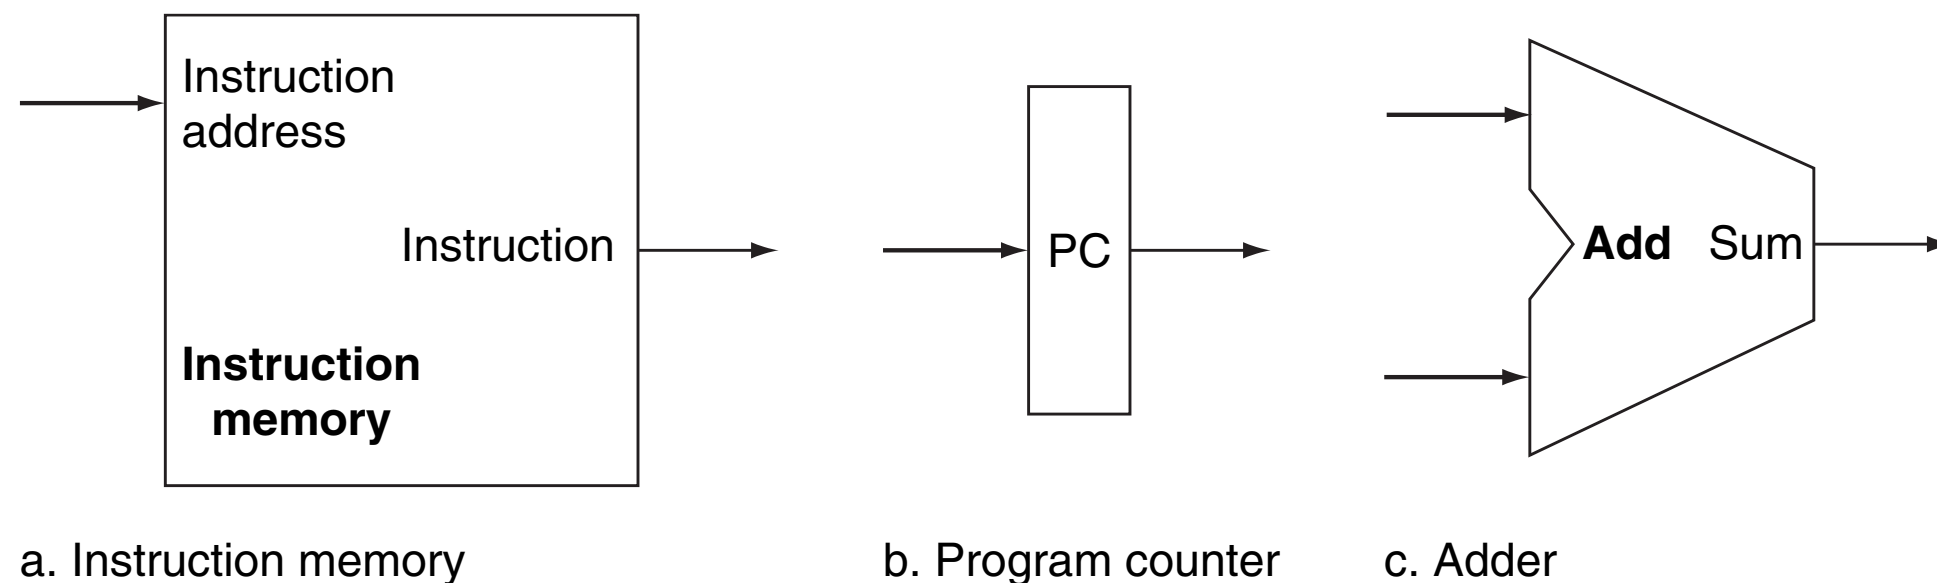 Instruction
address
Instruction
Instruction
memory
PC
Add Sum
a. Instruction memory
b. Program counter
c. Adder